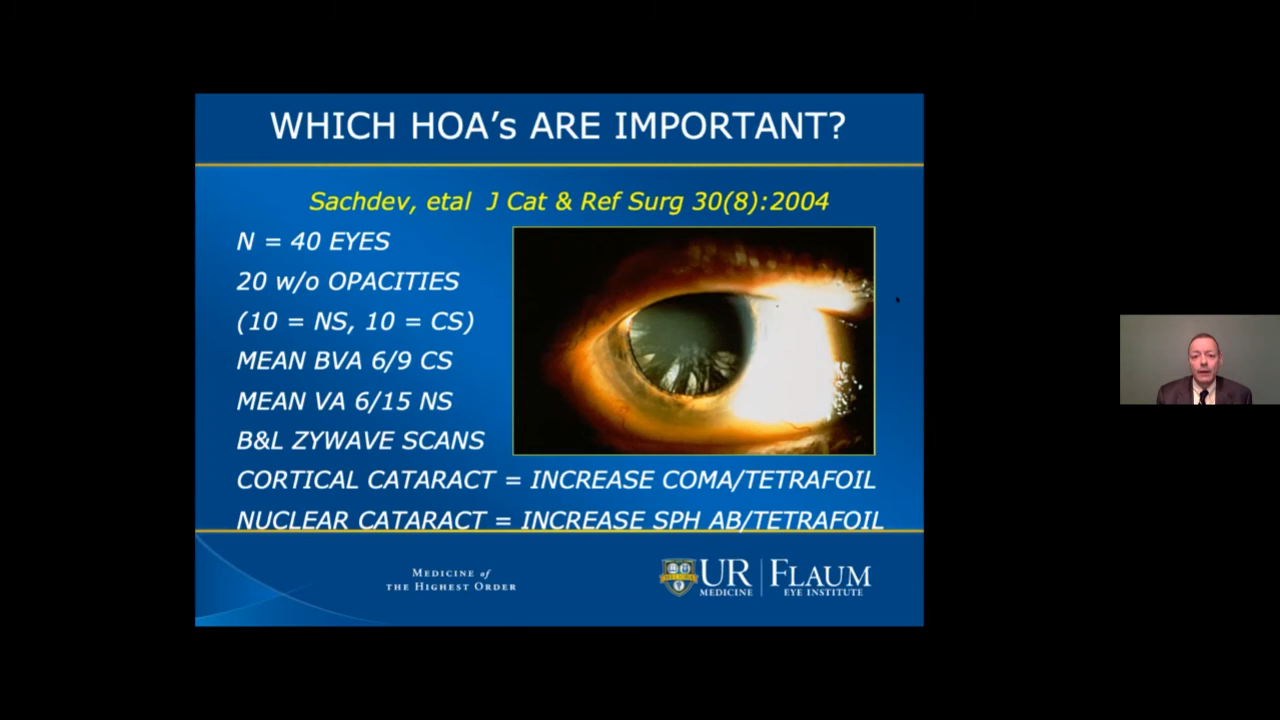 WHICH HOA's ARE IMPORTANT?
Sachdev, etal J Cat & Ref Surg 30(8):2004
N = 40 EYES
20 w/o OPACITIES
(10 = NS, 10 = CS)
MEAN BVA 6/9 CS
MEAN VA 6/15 NS
B&L ZYWAVE SCANS
CORTICAL CATARACT = INCREASE COMA/TETRAFOIL
NUCLEAR CATARACT = INCREASE SPH AB/TETRAFOIL
MEDICINE of
THE HIGHEST ORDER
UR
MEDICINE
FLAUM
EYE INSTITUTE